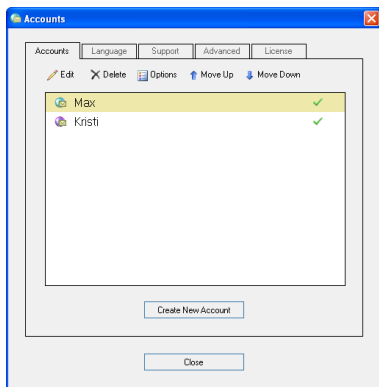 Accounts
Accounts Language Support Advanced License
Edit Delete Options Move Up Move Down
Max
Kristi
Create New Account
Close